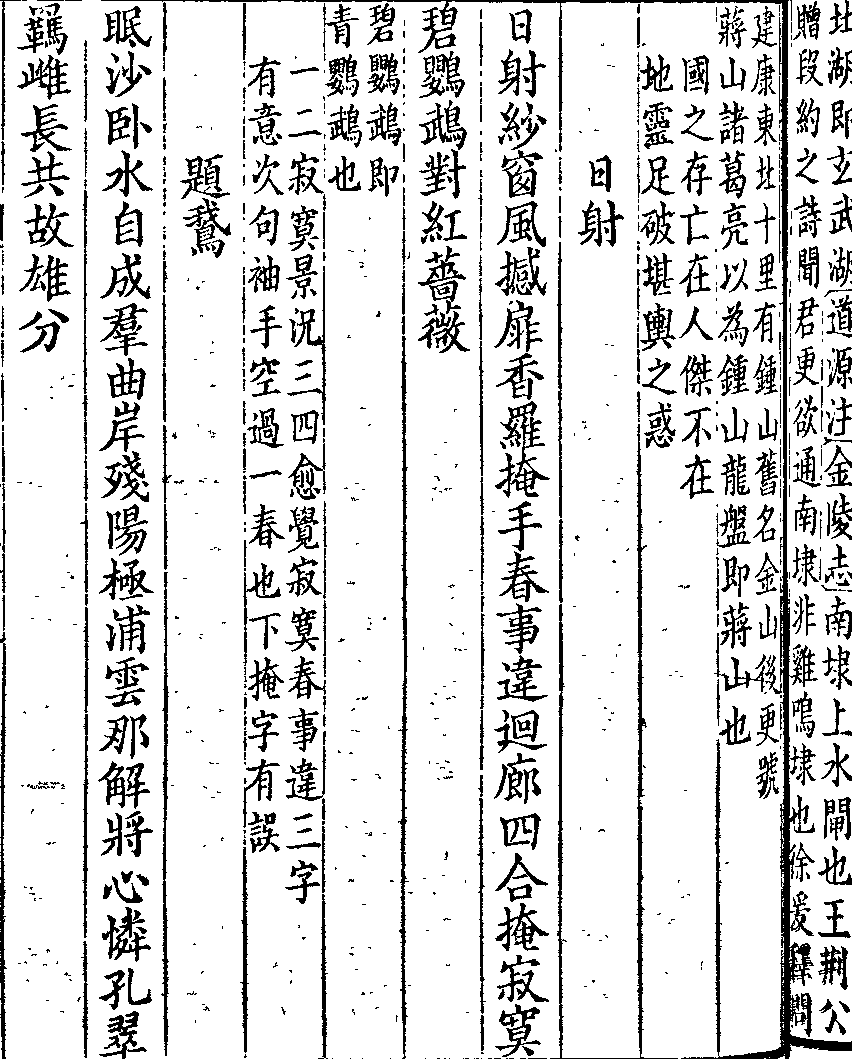 北湖即玄武湖道源注金陵志南埭上水閘也王荆公
贈段約之詩聞君更欲通南埭非雞鳴埭也徐爰釋問
建康東北十里有鍾山舊名金山後更號
蔣山諸葛亮以為鍾山龍盤即蔣山也
國之存亡在人傑不在
地靈足破堪輿之惑
日射
日射紗窗風撼扉香羅掩手春事違迴廊四合掩寂寞
碧鸚鵡對紅薔薇
碧鸚鵡即
青鸚鵡也
一二寂寞景況三四愈覺寂寞春事違三字
有意次句袖手空過一春也下掩字有誤
題鵞
眠沙卧水自成羣曲岸殘陽極浦雲那解將心憐孔翠
羈雌長共故雄分